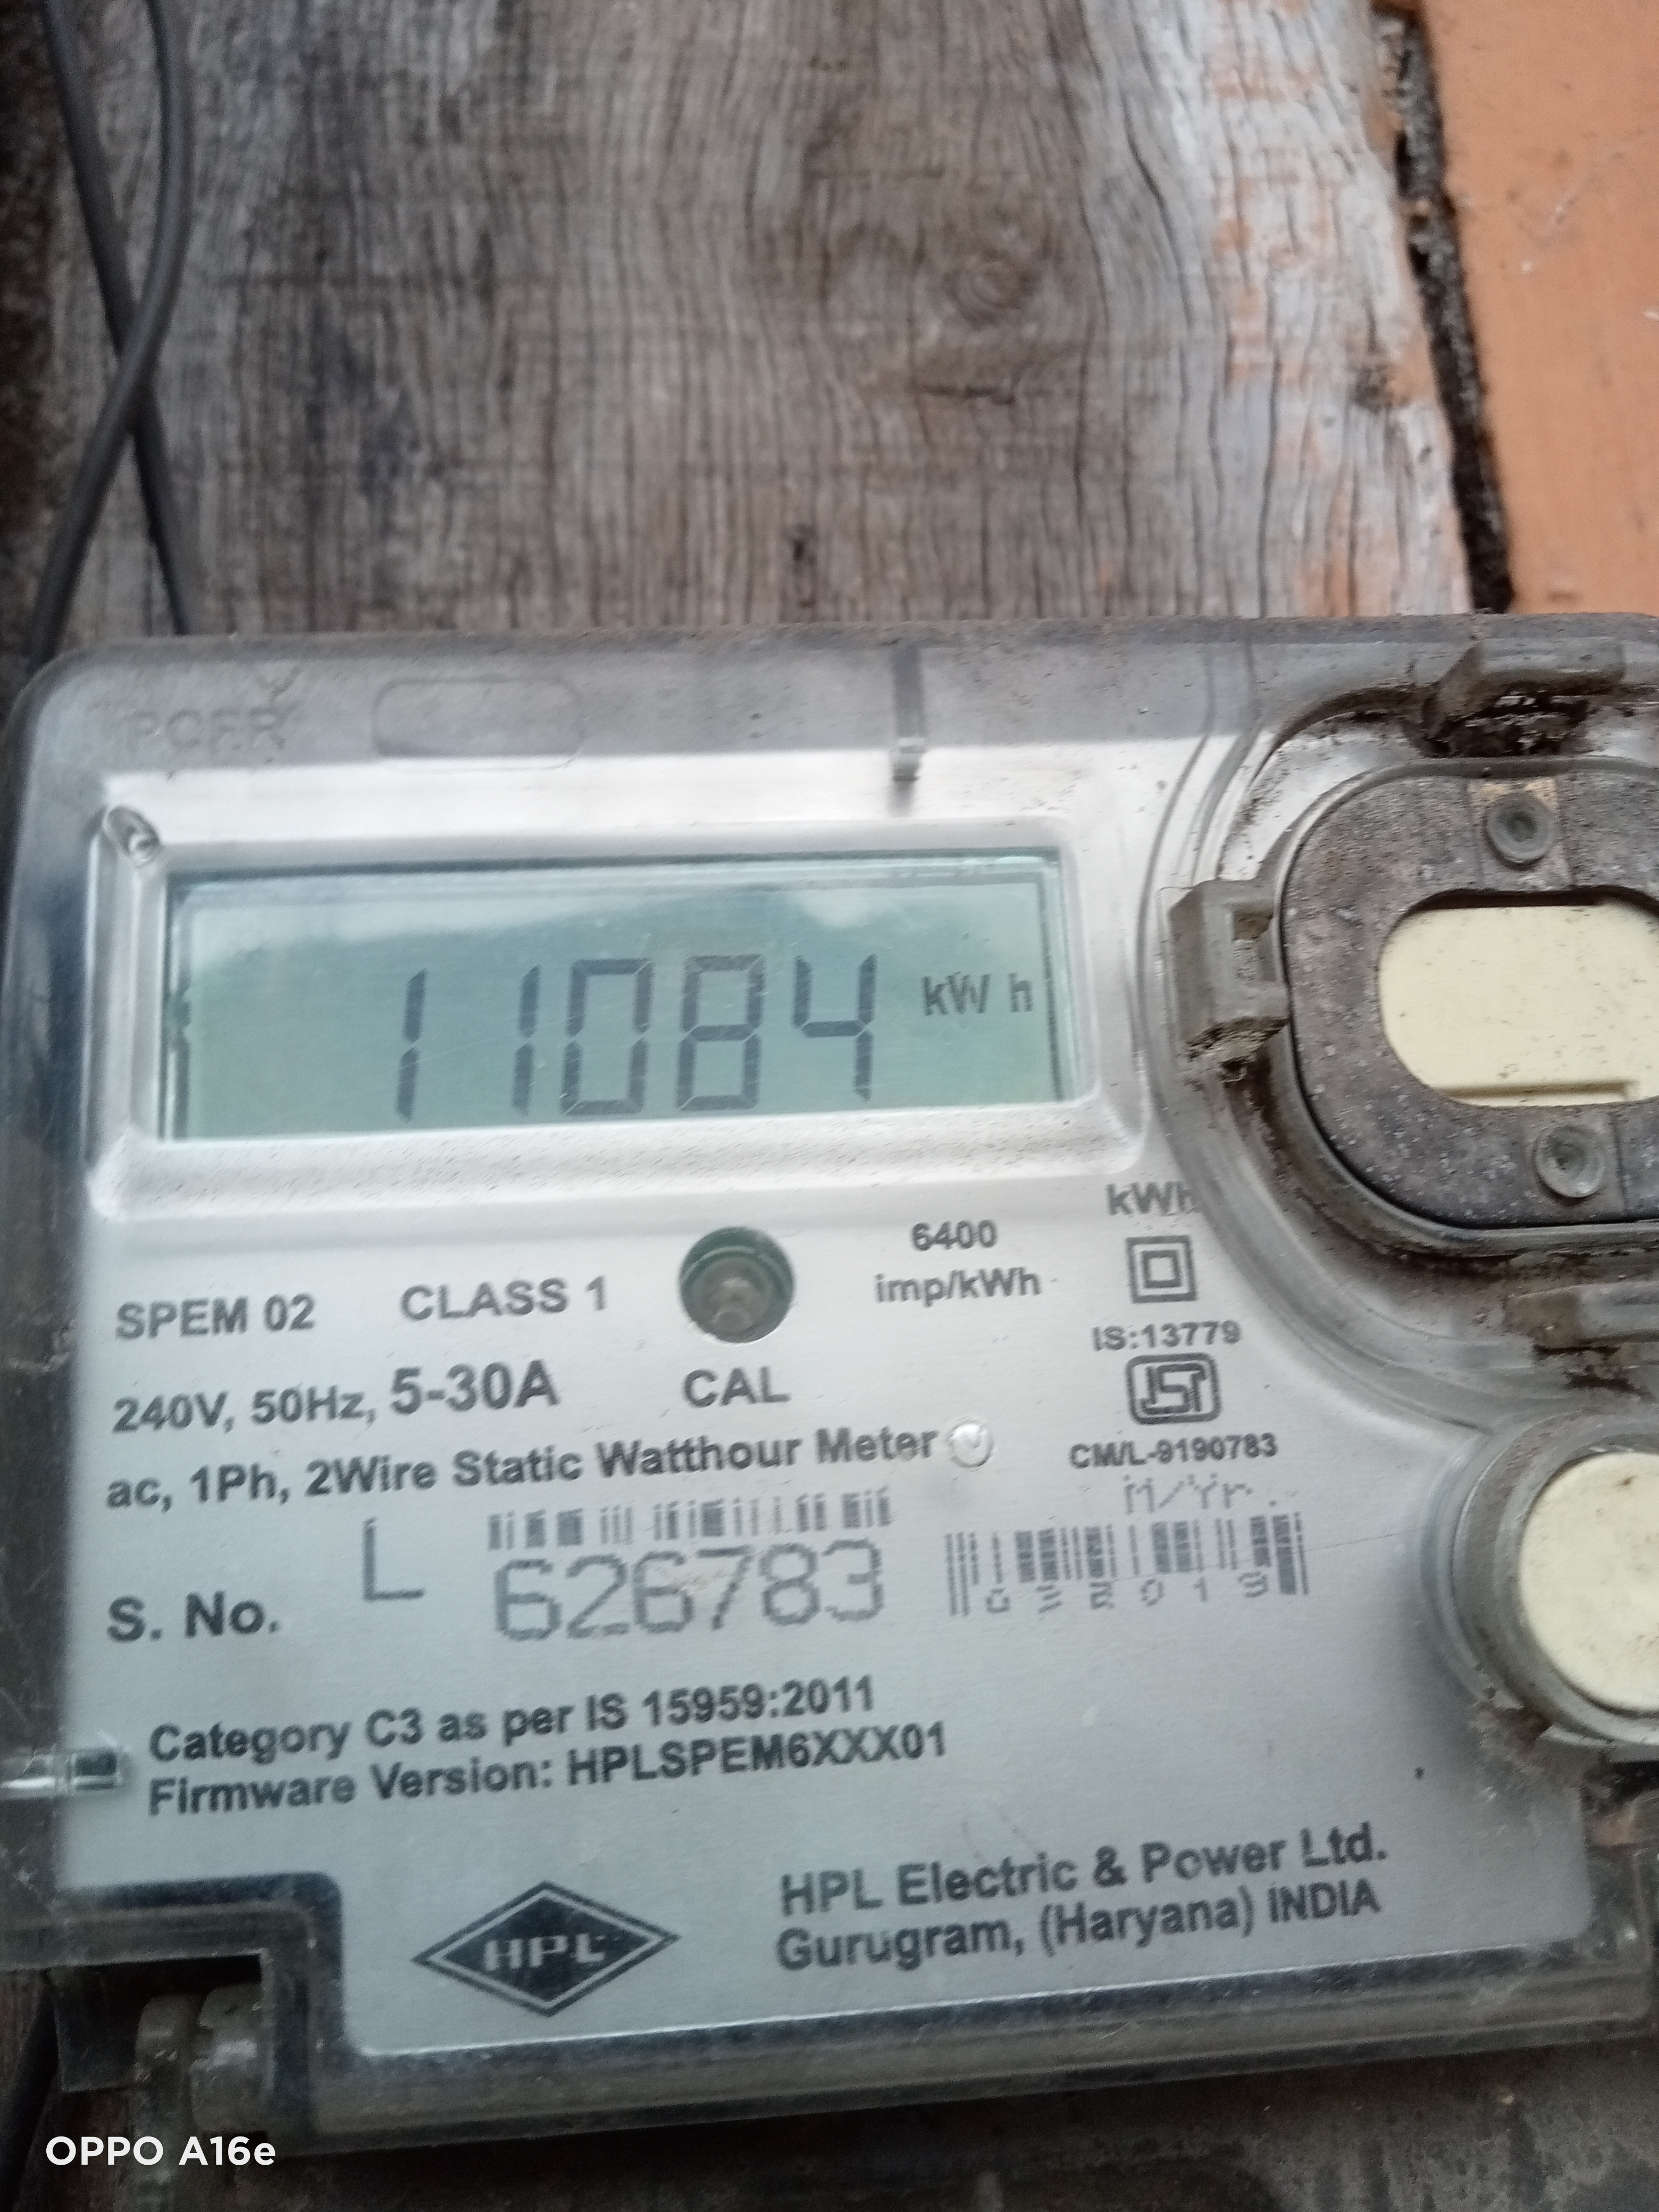 11084 kWh
6400
imp/kWh
kWh
SPEM 02 CLASS 1
IS:13779
240V, 50Hz, 5-30A
CAL
ac, 1Ph, 2Wire Static Watthour Meter
CM/L-9190783
M/Yr.
S. No. L 626783
Category C3 as per IS 15959:2011
Firmware Version: HPLSPEM6XXX01
HPL
HPL Electric & Power Ltd.
Gurugram, (Haryana) INDIA
OPPO A16e